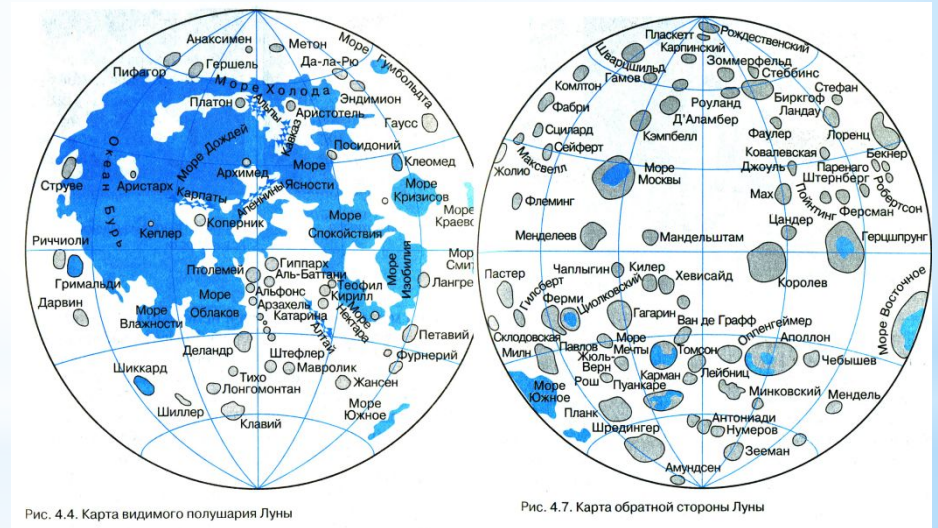 Анаксимен
Метон
Море
Гумбольдта
Гершель
Да-ла-Рю
Пифагор
Море Холода
Платон
Альпы
Эндимион
Аристотель
Гаусс
Кавказ
Океан Бурь
Море Дождей
Посидоний
Море
Ясности
Клеомед
Струве
Аристарх
Архимед
Карпаты
Апеннины
Море
Кризисов
Море
Краево
Кеплер
Коперник
Море
Спокойствия
Риччиоли
Гримальди
Гиппарх
Птолемей
Аль-Баттани
Море
Изобилия
Мор
Смит
Лангре
Дарвин
Море
Влажности
Море
Облаков
Альфонс
Арзахель
Катарина
Теофил
Кирилл
Море
Нектара
Алтай
Петавий
Деландр
Штефлер
Мавролик
Фурнерий
Шиккард
Тихо
Лонгомонтан
Жансен
Шиллер
Клавий
Море
Южное
Рис. 4.4. Карта видимого полушария Луны
Пласкетт
Рождественский
Карпинский
Шварцшильд
Зоммерфельд
Гамов
Стеббинс
Комптон
Стефан
Фабри
Роуланд
Биркгоф
Д'Аламбер
Ландау
Сцилард
Кэмпбелл
Фаулер
Лоренц
Сейферт
Максвелл
Жолио
Ковалевская
Бекнер
Море
Москвы
Джоуль
Паренаго
Штернберг
Робертсон
Флеминг
Мах
Пойнтинг
Ферсман
Цандер
Менделеев
Мандельштам
Герцшпрунг
Пастер
Чаплыгин
Килер
Хевисайд
Королев
Гилсберт
Ферми
Циолковский
Гагарин
Ван де Графф
Море Восточное
Склодовская
Павлов
Море
Мечты
Оппенгеймер
Аполлон
Милн
Жюль-
Верн
Томсон
Чебышев
Карман
Лейбниц
Море
Южное
Рош
Пуанкаре
Минковский
Мендель
Планк
Шредингер
Антониади
Нумеров
Зееман
Амундсен
Рис. 4.7. Карта обратной стороны Луны